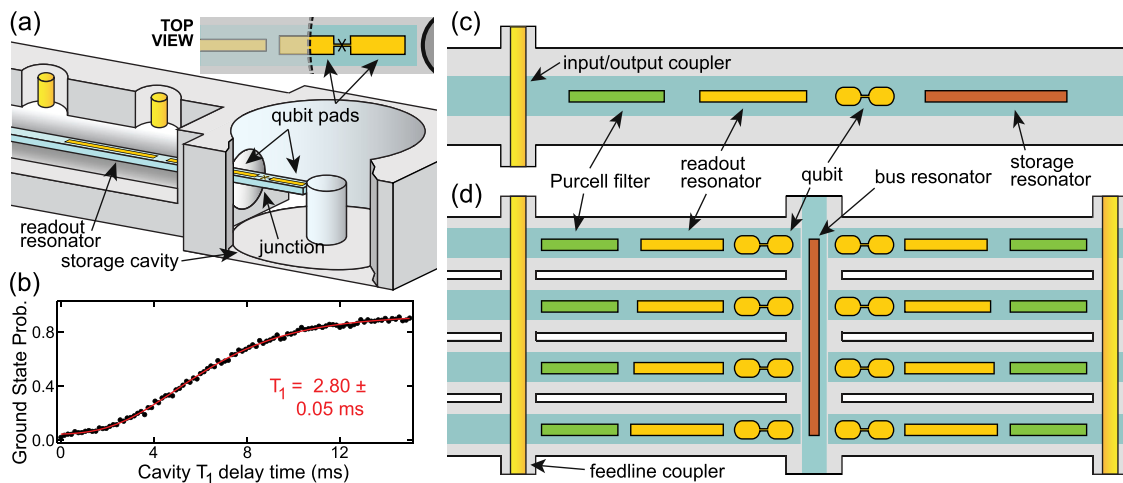 (a)
TOP
VIEW
qubit pads
readout
resonator
junction
storage cavity
(b)
Ground State Prob.
0.8
0.4
0.0
0
4
8
12
T1 = 2.80 ±
0.05 ms
Cavity T1 delay time (ms)
(c)
input/output coupler
Purcell filter
readout
resonator
qubit
bus resonator
storage
resonator
(d)
feedline coupler